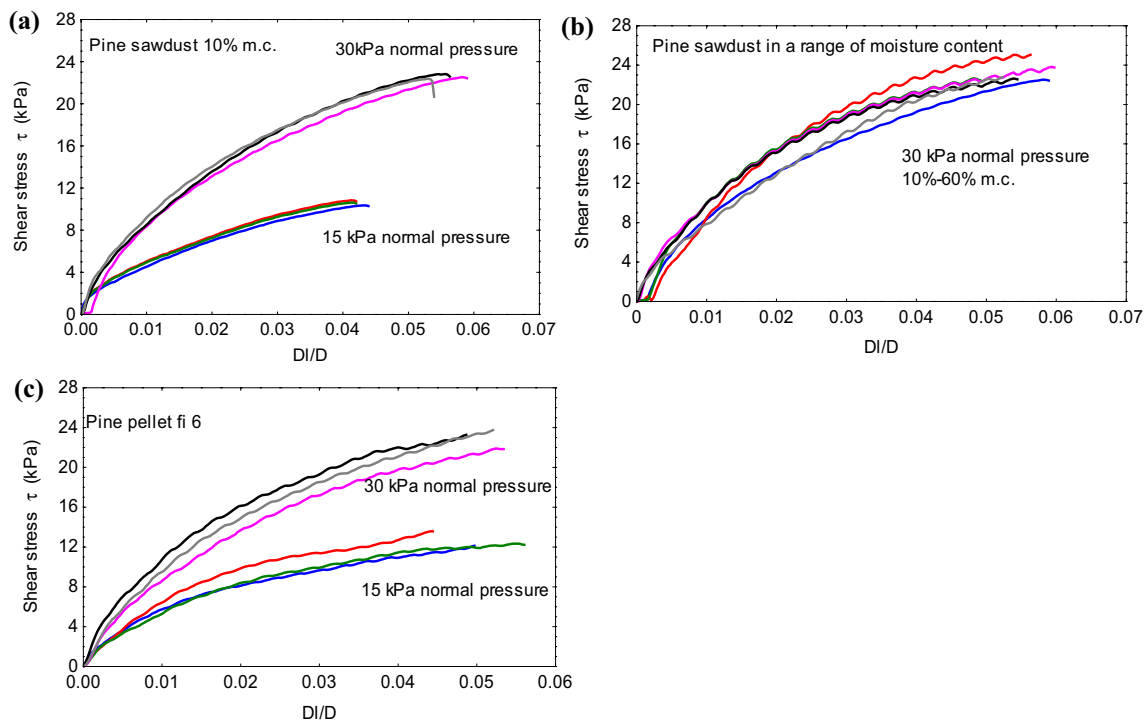 (a)
28
24
20
16
12
8
4
0
Shear stress τ (kPa)
Pine sawdust 10% m.c.
30kPa normal pressure
15 kPa normal pressure
0.00 0.01 0.02 0.03 0.04 0.05 0.06 0.07
Dl/D
(b)
28
24
20
16
12
8
4
0
Shear stress τ (kPa)
Pine sawdust in a range of moisture content
30 kPa normal pressure
10%-60% m.c.
0 0.01 0.02 0.03 0.04 0.05 0.06 0.07
Dl/D
(c)
28
24
20
16
12
8
4
0
Shear stress τ (kPa)
Pine pellet fi 6
30 kPa normal pressure
15 kPa normal pressure
0.00 0.01 0.02 0.03 0.04 0.05 0.06
Dl/D